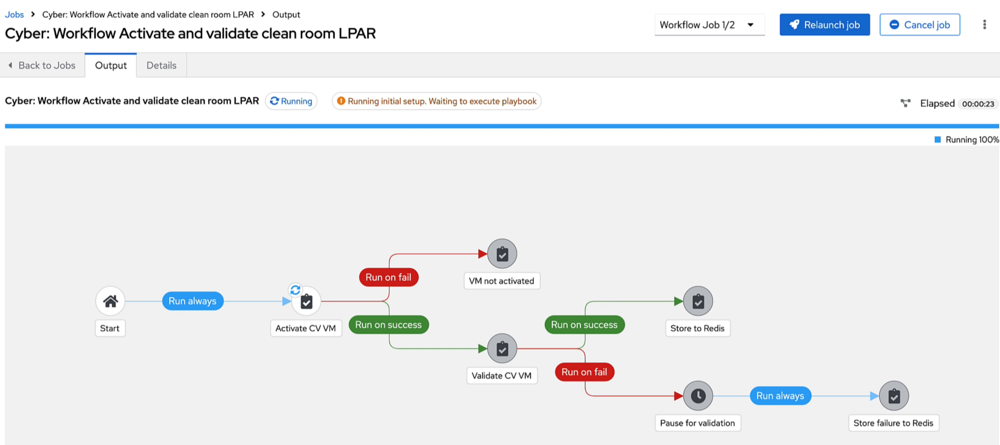 Jobs > Cyber: Workflow Activate and validate clean room LPAR > Output
Cyber: Workflow Activate and validate clean room LPAR
Workflow Job 1/2
Relaunch job
Cancel job
Back to Jobs
Output
Details
Cyber: Workflow Activate and validate clean room LPAR
Running
Running initial setup. Waiting to execute playbook
Elapsed 00:00:23
Running 100%
Run on fail
VM not activated
Run always
Start
Activate CV VM
Run on success
Run on success
Store to Redis
Validate CV VM
Run on fail
Pause for validation
Run always
Store failure to Redis